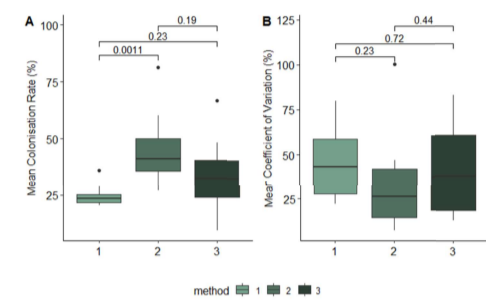 A
Mean Colonisation Rate (%)
100
75
50
25
0.19
0.23
0.0011
1 2 3
B
Mean Coefficient of Variation (%)
125
100
75
50
25
0.44
0.72
0.23
1 2 3
method 1 2 3